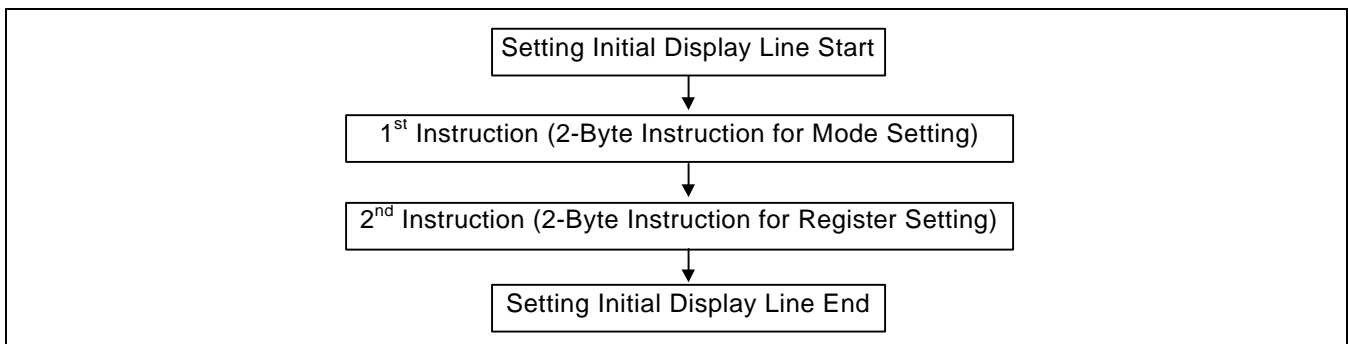 Setting Initial Display Line Start
1st Instruction (2-Byte Instruction for Mode Setting)
2nd Instruction (2-Byte Instruction for Register Setting)
Setting Initial Display Line End